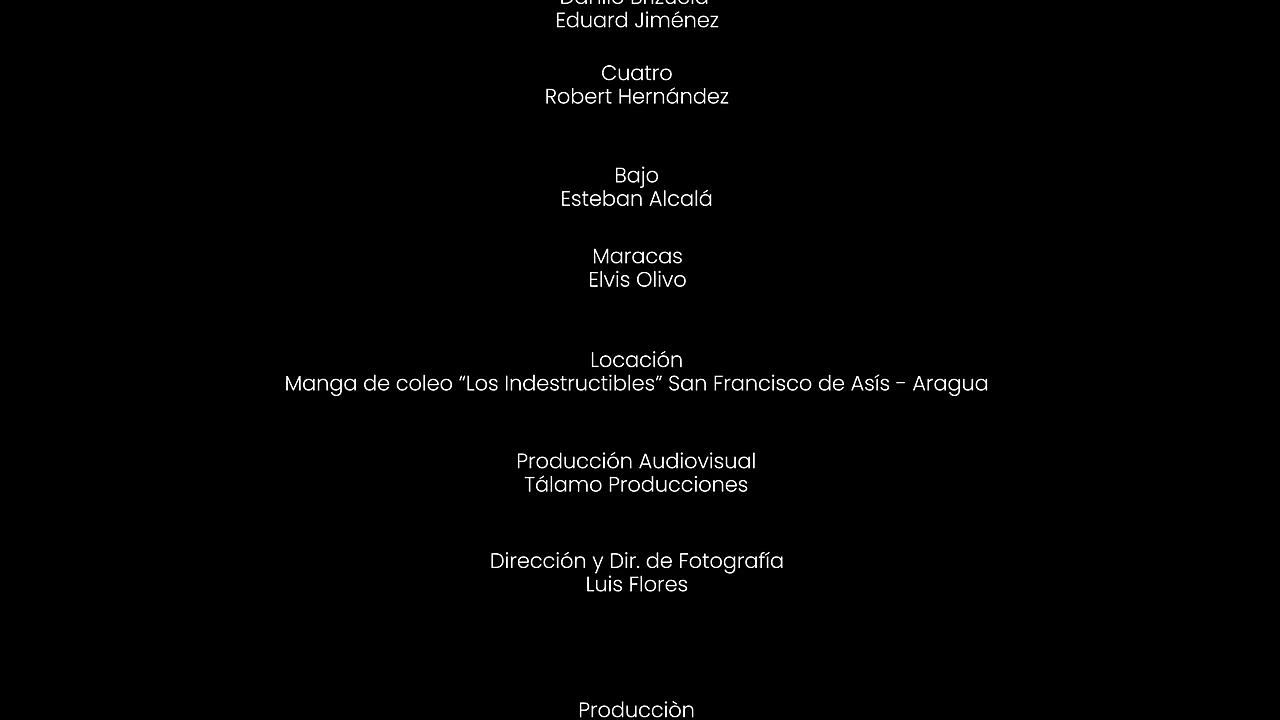 Eduard Jiménez
Cuatro
Robert Hernández
Bajo
Esteban Alcalá
Maracas
Elvis Olivo
Locación
Manga de coleo “Los Indestructibles” San Francisco de Asís - Aragua
Producción Audiovisual
Tálamo Producciones
Dirección y Dir. de Fotografía
Luis Flores
Producciòn